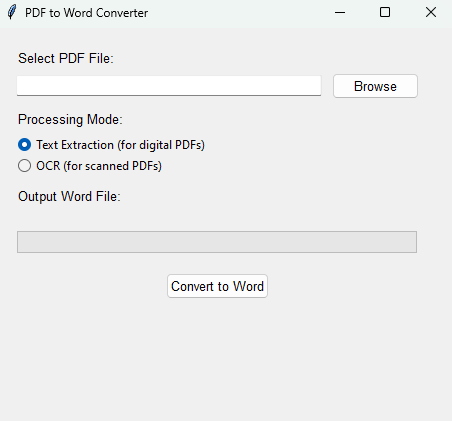 PDF to Word Converter
Select PDF File:
Browse
Processing Mode:
Text Extraction (for digital PDFs)
OCR (for scanned PDFs)
Output Word File:
Convert to Word